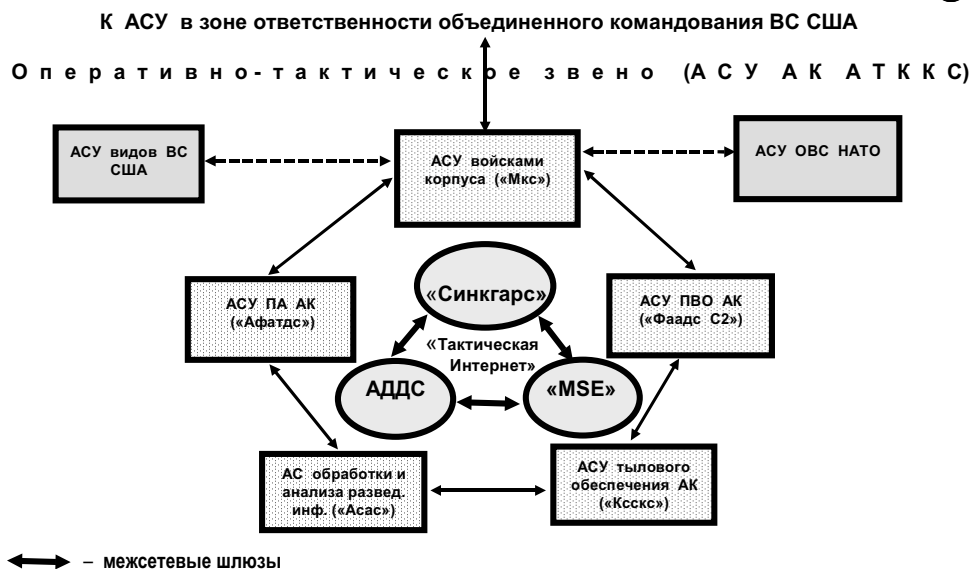 К АСУ в зоне ответственности объединенного командования ВС США
Оперативно-тактическое звено (АСУ АК АТККС)
АСУ видов ВС
США
АСУ войсками
корпуса («Мкс»)
АСУ ОВС НАТО
АСУ ПА АК
(«Афатдс»)
«Синкгарс»
АСУ ПВО АК
(«Фаадс С2»)
«Тактическая
Интернет»
АДДС
«MSE»
АС обработки и
анализа развед.
инф. («Асас»)
АСУ тылового
обеспечения АК
(«Ксскс»)
– межсетевые шлюзы